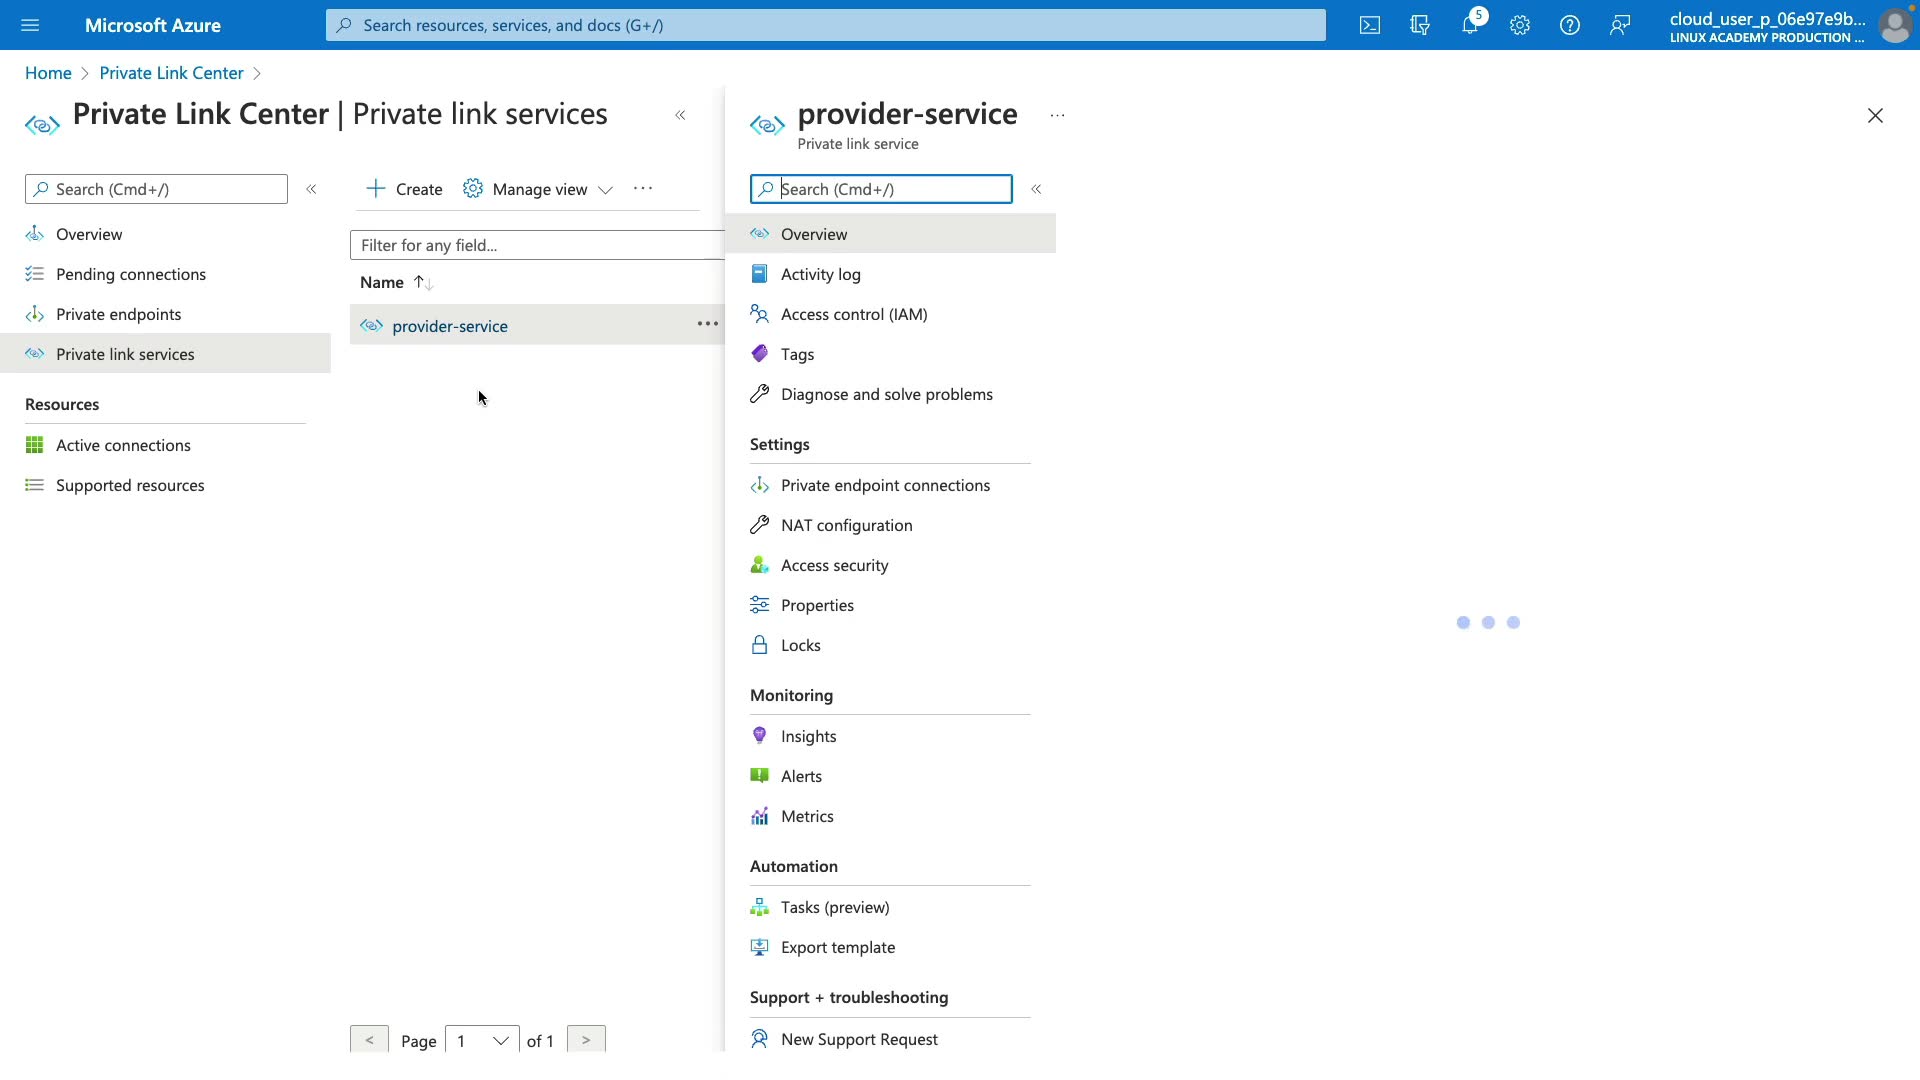 Microsoft Azure
Search resources, services, and docs (G+/)
5
cloud_user_p_06e97e9b...
LINUX ACADEMY PRODUCTION ...
Home
Private Link Center
Private Link Center | Private link services
«
Search (Cmd+/)
«
Overview
Pending connections
Private endpoints
Private link services
Resources
Active connections
Supported resources
Create
Manage view
...
Filter for any field...
Name
provider-service
...
< Page 1 of 1 >
provider-service
...
Private link service
Search (Cmd+/)
«
Overview
Activity log
Access control (IAM)
Tags
Diagnose and solve problems
Settings
Private endpoint connections
NAT configuration
Access security
Properties
Locks
Monitoring
Insights
Alerts
Metrics
Automation
Tasks (preview)
Export template
Support + troubleshooting
New Support Request